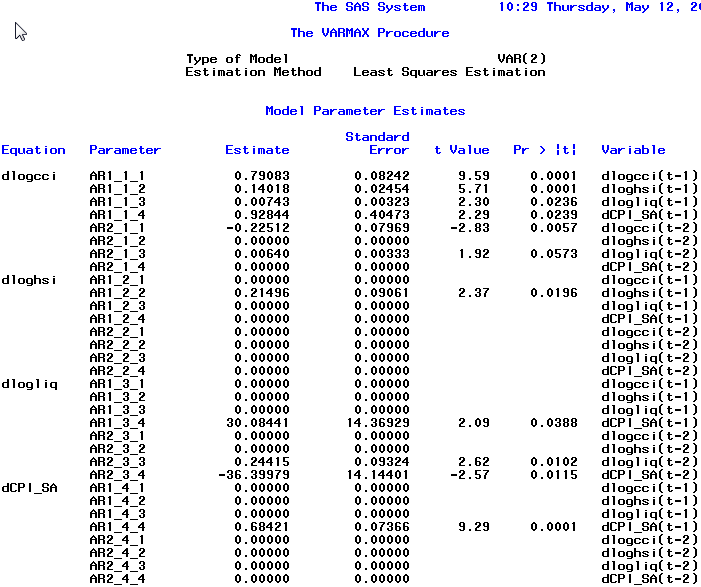 The SAS System 10:29 Thursday, May 12,
The VARMAX Procedure
Type of Model VAR(2)
Estimation Method Least Squares Estimation
Model Parameter Estimates
Standard
Equation Parameter Estimate Error t Value Pr > |t| Variable
dlogcci AR1_1_1 0.79083 0.08242 9.59 0.0001 dlogcci(t-1)
AR1_1_2 0.14018 0.02454 5.71 0.0001 dloghsi(t-1)
AR1_1_3 0.00743 0.00323 2.30 0.0236 dlogliq(t-1)
AR1_1_4 0.92844 0.40473 2.29 0.0239 dCPI_SA(t-1)
AR2_1_1 -0.22512 0.07969 -2.83 0.0057 dlogcci(t-2)
AR2_1_2 0.00000 0.00000 dloghsi(t-2)
AR2_1_3 0.00640 0.00333 1.92 0.0573 dlogliq(t-2)
AR2_1_4 0.00000 0.00000 dCPI_SA(t-2)
dloghsi AR1_2_1 0.00000 0.00000 dlogcci(t-1)
AR1_2_2 0.21496 0.09061 2.37 0.0196 dloghsi(t-1)
AR1_2_3 0.00000 0.00000 dlogliq(t-1)
AR1_2_4 0.00000 0.00000 dCPI_SA(t-1)
AR2_2_1 0.00000 0.00000 dlogcci(t-2)
AR2_2_2 0.00000 0.00000 dloghsi(t-2)
AR2_2_3 0.00000 0.00000 dlogliq(t-2)
AR2_2_4 0.00000 0.00000 dCPI_SA(t-2)
dlogliq AR1_3_1 0.00000 0.00000 dlogcci(t-1)
AR1_3_2 0.00000 0.00000 dloghsi(t-1)
AR1_3_3 0.00000 0.00000 dlogliq(t-1)
AR1_3_4 30.08441 14.36929 2.09 0.0388 dCPI_SA(t-1)
AR2_3_1 0.00000 0.00000 dlogcci(t-2)
AR2_3_2 0.00000 0.00000 dloghsi(t-2)
AR2_3_3 0.24415 0.09324 2.62 0.0102 dlogliq(t-2)
AR2_3_4 -36.39979 14.14401 -2.57 0.0115 dCPI_SA(t-2)
dCPI_SA AR1_4_1 0.00000 0.00000 dlogcci(t-1)
AR1_4_2 0.00000 0.00000 dloghsi(t-1)
AR1_4_3 0.00000 0.00000 dlogliq(t-1)
AR1_4_4 0.68421 0.07366 9.29 0.0001 dCPI_SA(t-1)
AR2_4_1 0.00000 0.00000 dlogcci(t-2)
AR2_4_2 0.00000 0.00000 dloghsi(t-2)
AR2_4_3 0.00000 0.00000 dlogliq(t-2)
AR2_4_4 0.00000 0.00000 dCPI_SA(t-2)